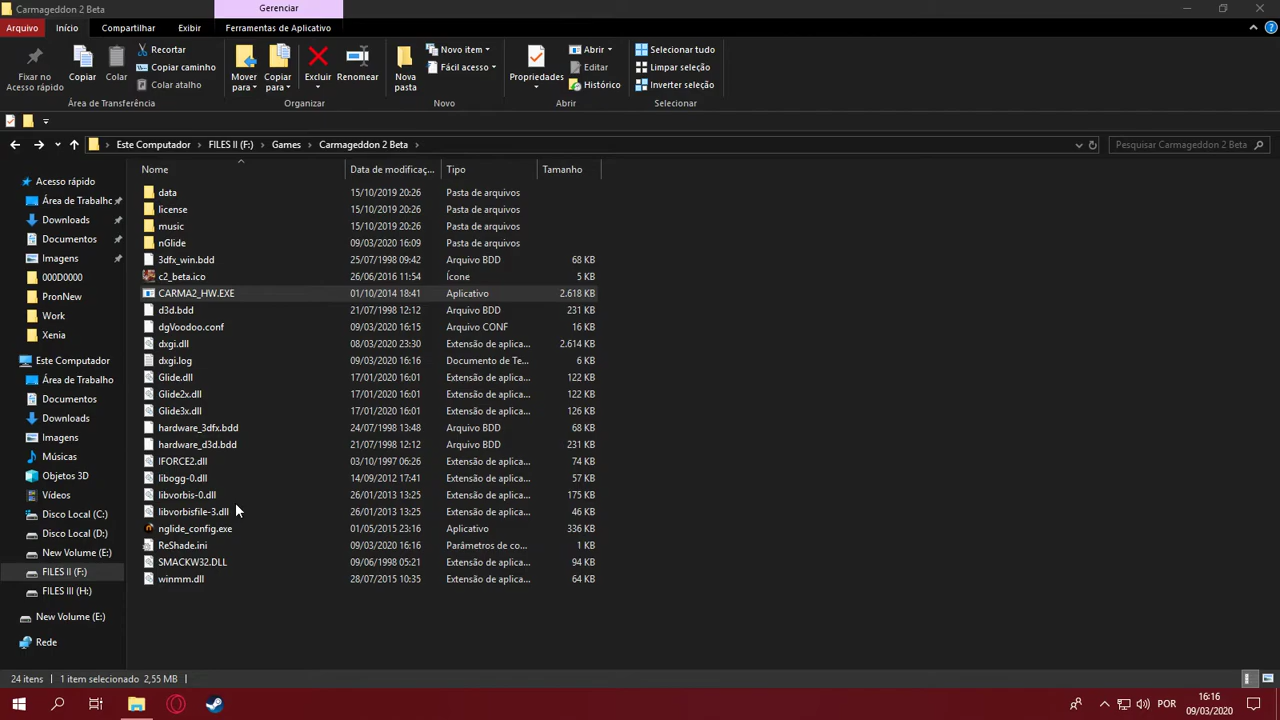 Carmageddon 2 Beta
Gerenciar
Arquivo Início Compartilhar Exibir Ferramentas de Aplicativo
Fixar no Acesso rápido
Copiar
Colar
Recortar
Copiar caminho
Colar atalho
Mover para
Copiar para
Excluir
Renomear
Nova pasta
Novo item
Fácil acesso
Propriedades
Abrir
Editar
Histórico
Selecionar tudo
Limpar seleção
Inverter seleção
Área de Transferência Organizar Novo Abrir Selecionar
Este Computador FILES II (F:) Games Carmageddon 2 Beta
Pesquisar Carmageddon 2 Beta
Acesso rápido
Área de Trabalhc
Downloads
Documentos
Imagens
000D0000
PronNew
Work
Xenia
Este Computador
Área de Trabalho
Documentos
Downloads
Imagens
Músicas
Objetos 3D
Vídeos
Disco Local (C:)
Disco Local (D:)
New Volume (E:)
FILES II (F:)
FILES III (H:)
New Volume (E:)
Rede
Nome Data de modificaç... Tipo Tamanho
data 15/10/2019 20:26 Pasta de arquivos
license 15/10/2019 20:26 Pasta de arquivos
music 15/10/2019 20:26 Pasta de arquivos
nGlide 09/03/2020 16:09 Pasta de arquivos
3dfx_win.bdd 25/07/1998 09:42 Arquivo BDD 68 KB
c2_beta.ico 26/06/2016 11:54 Ícone 5 KB
CARMA2_HW.EXE 01/10/2014 18:41 Aplicativo 2.618 KB
d3d.bdd 21/07/1998 12:12 Arquivo BDD 231 KB
dgVoodoo.conf 09/03/2020 16:15 Arquivo CONF 16 KB
dxgi.dll 08/03/2020 23:30 Extensão de aplica... 2.614 KB
dxgi.log 09/03/2020 16:16 Documento de Te... 6 KB
Glide.dll 17/01/2020 16:01 Extensão de aplica... 122 KB
Glide2x.dll 17/01/2020 16:01 Extensão de aplica... 122 KB
Glide3x.dll 17/01/2020 16:01 Extensão de aplica... 126 KB
hardware_3dfx.bdd 24/07/1998 13:48 Arquivo BDD 68 KB
hardware_d3d.bdd 21/07/1998 12:12 Arquivo BDD 231 KB
IFORCE2.dll 03/10/1997 06:26 Extensão de aplica... 74 KB
libogg-0.dll 14/09/2012 17:41 Extensão de aplica... 57 KB
libvorbis-0.dll 26/01/2013 13:25 Extensão de aplica... 175 KB
libvorbisfile-3.dll 26/01/2013 13:25 Extensão de aplica... 46 KB
nglide_config.exe 01/05/2015 23:16 Aplicativo 336 KB
ReShade.ini 09/03/2020 16:16 Parâmetros de co... 1 KB
SMACKW32.DLL 09/06/1998 05:21 Extensão de aplica... 94 KB
winmm.dll 28/07/2015 10:35 Extensão de aplica... 64 KB
24 itens 1 item selecionado 2,55 MB
POR
16:16
09/03/2020